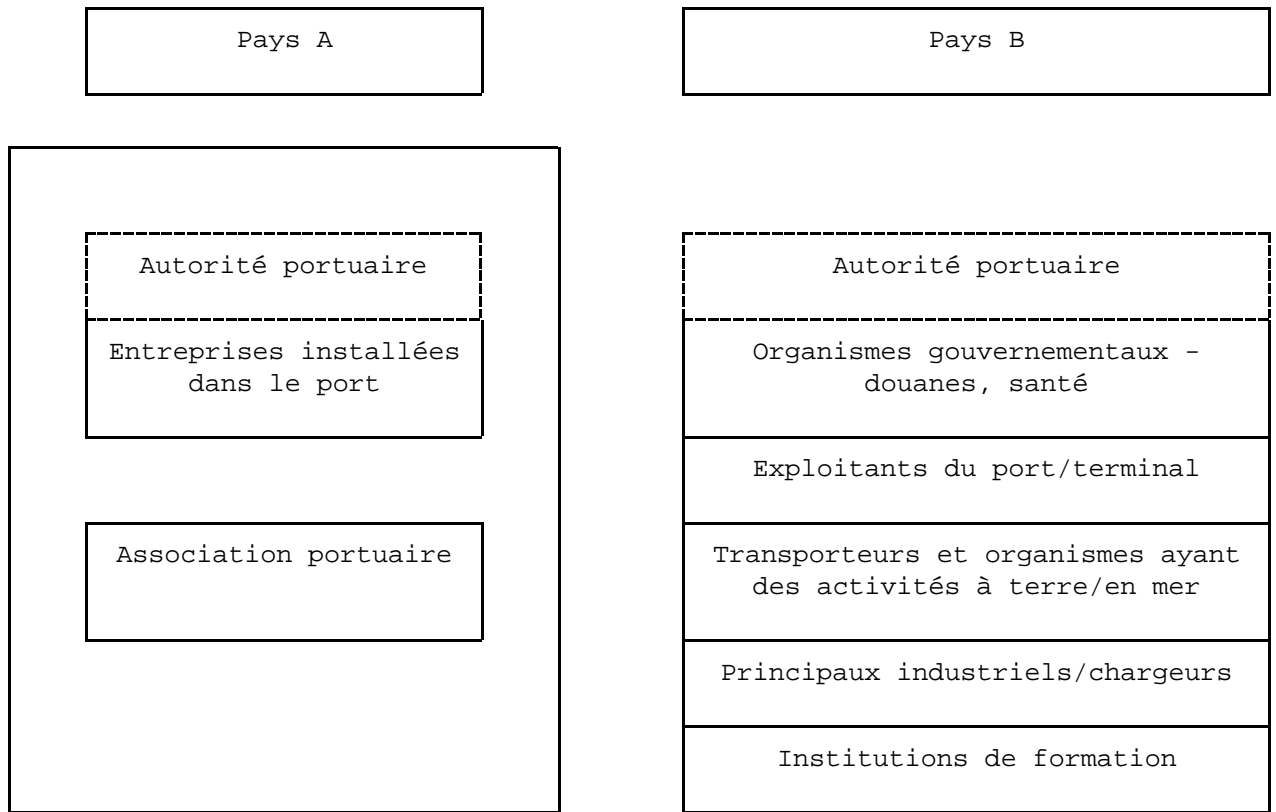 Pays A
Pays B
Autorité portuaire
Entreprises installées
dans le port
Association portuaire
Autorité portuaire
Organismes gouvernementaux -
douanes, santé
Exploitants du port/terminal
Transporteurs et organismes ayant
des activités à terre/en mer
Principaux industriels/chargeurs
Institutions de formation